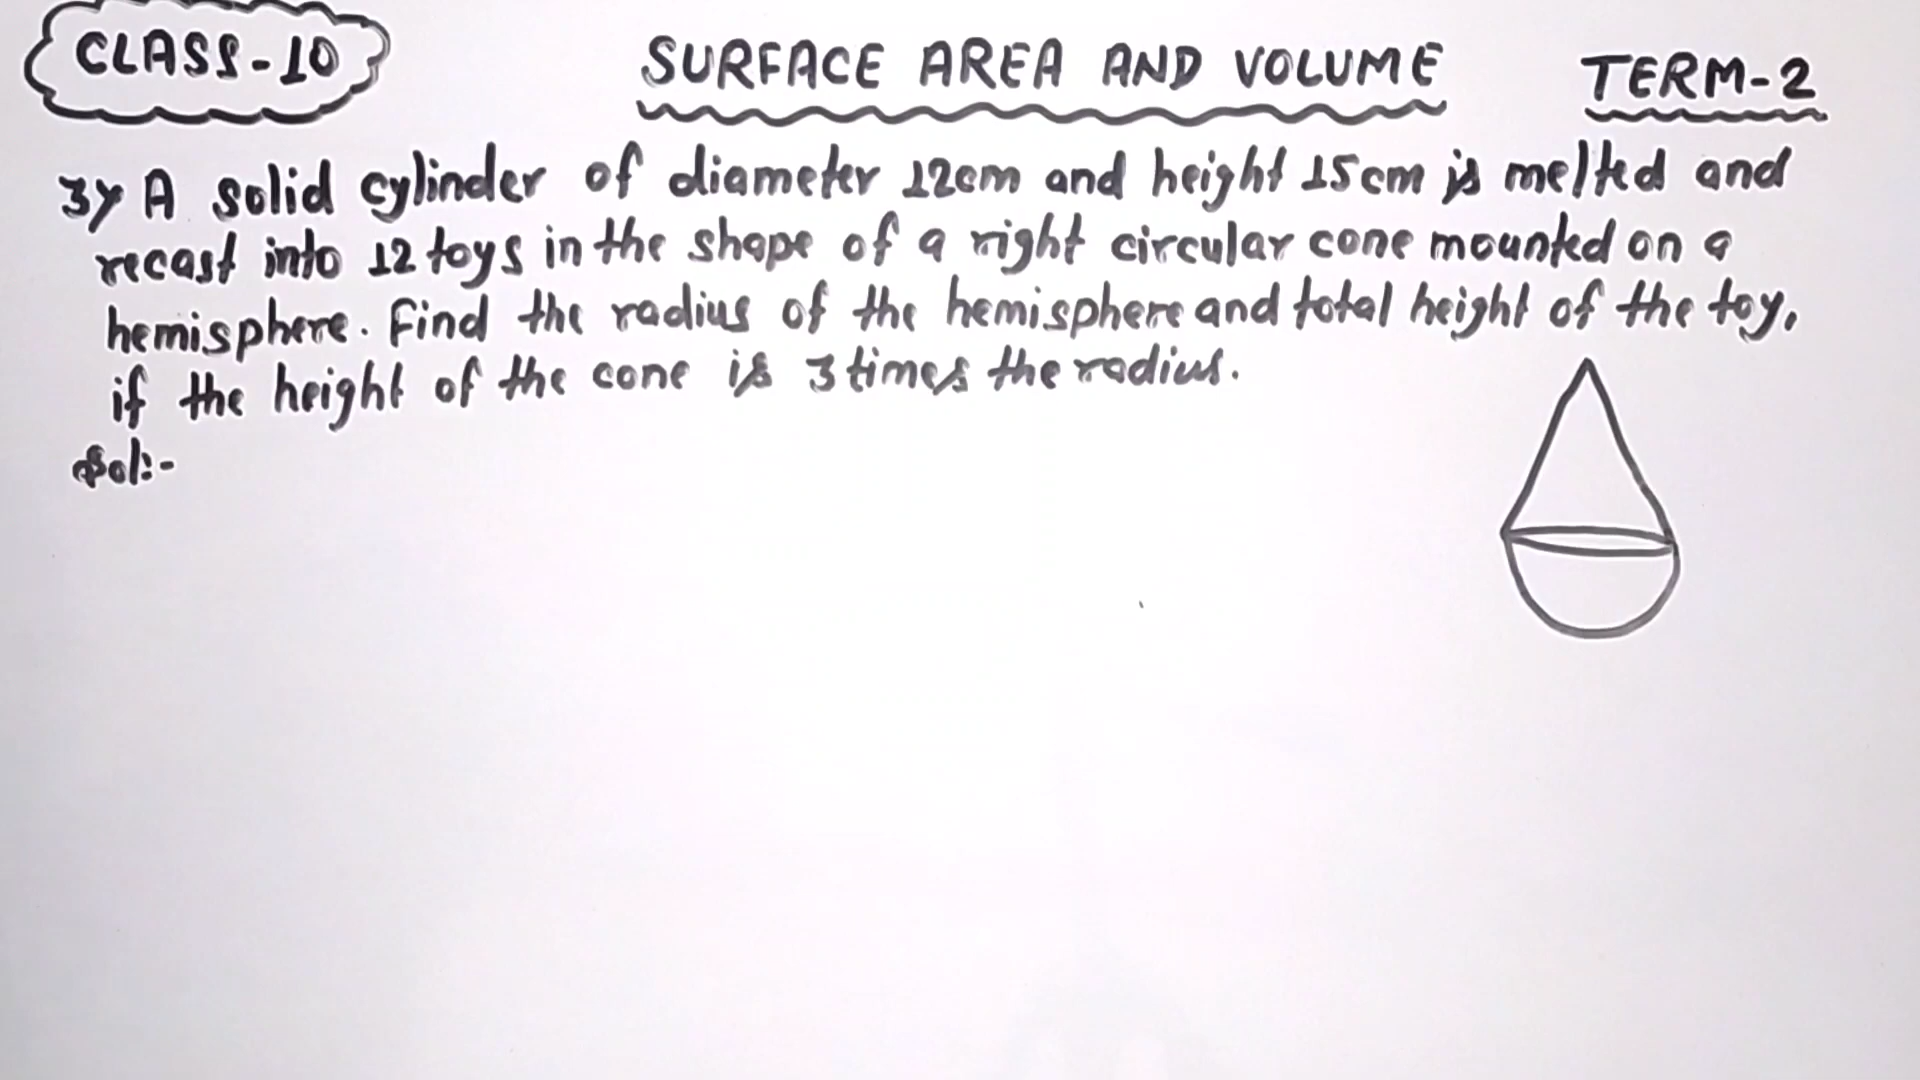 CLASS-10
SURFACE AREA AND VOLUME
TERM-2
3) A solid cylinder of diameter 12cm and height 15cm is melted and
recast into 12 toys in the shape of a right circular cone mounted on a
hemisphere. Find the radius of the hemisphere and total height of the toy,
if the height of the cone is 3 times the radius.
Sol:-